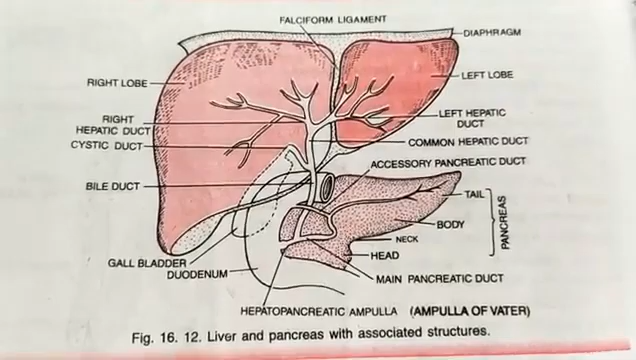 FALCIFORM LIGAMENT
DIAPHRAGM
RIGHT LOBE
LEFT LOBE
RIGHT
HEPATIC DUCT
LEFT HEPATIC
DUCT
CYSTIC DUCT
COMMON HEPATIC DUCT
ACCESSORY PANCREATIC DUCT
BILE DUCT
TAIL
BODY
PANCREAS
NECK
HEAD
GALL BLADDER
DUODENUM
MAIN PANCREATIC DUCT
HEPATOPANCREATIC AMPULLA (AMPULLA OF VATER)
Fig. 16. 12. Liver and pancreas with associated structures.